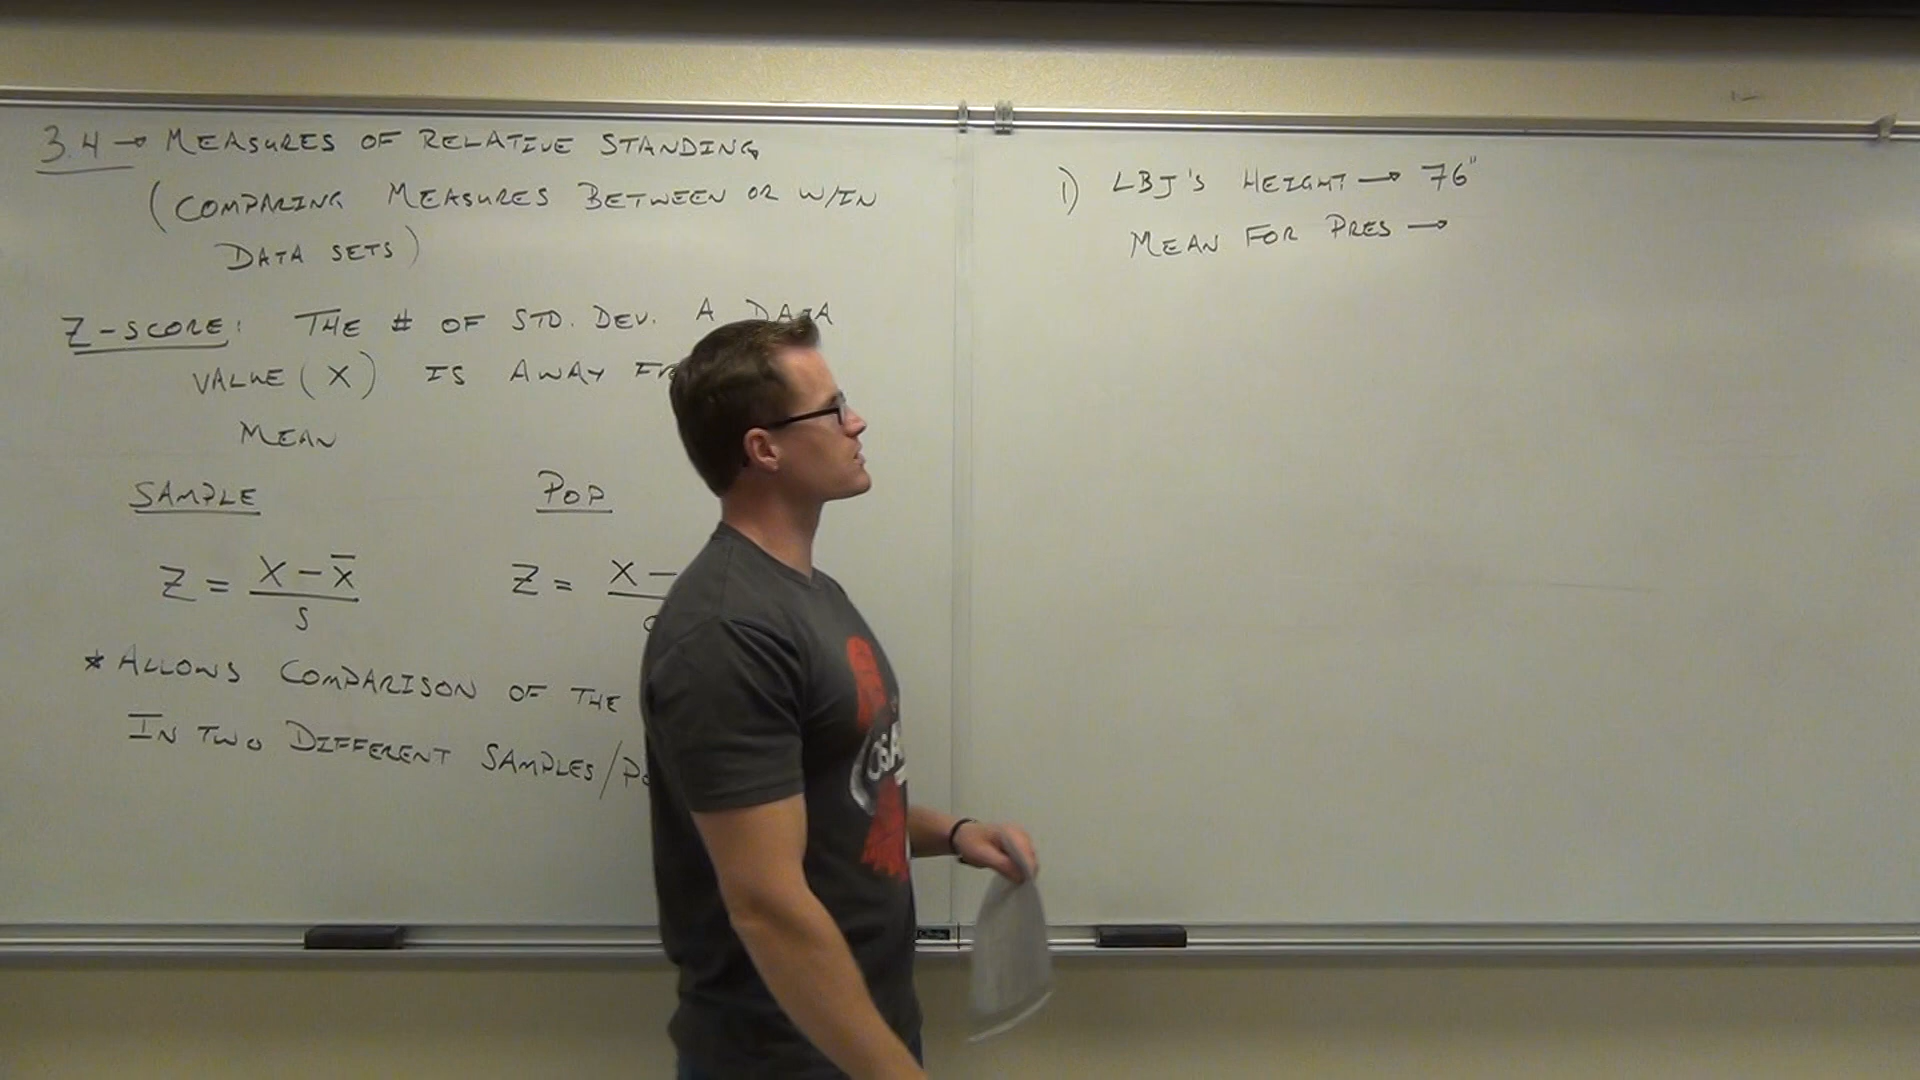 3.4 → MEASURES OF RELATIVE STANDING
(COMPARING MEASURES BETWEEN OR W/IN
DATA SETS)
Z-SCORE: THE # OF STD. DEV. A DATA
VALUE (X) IS AWAY
MEAN
SAMPLE
Z = (X - x̄) / S
POP
Z = X -
* ALLOWS COMPARISON OF THE
IN TWO DIFFERENT SAMPLES/
1) LBJ'S HEIGHT → 76"
MEAN FOR PRES →